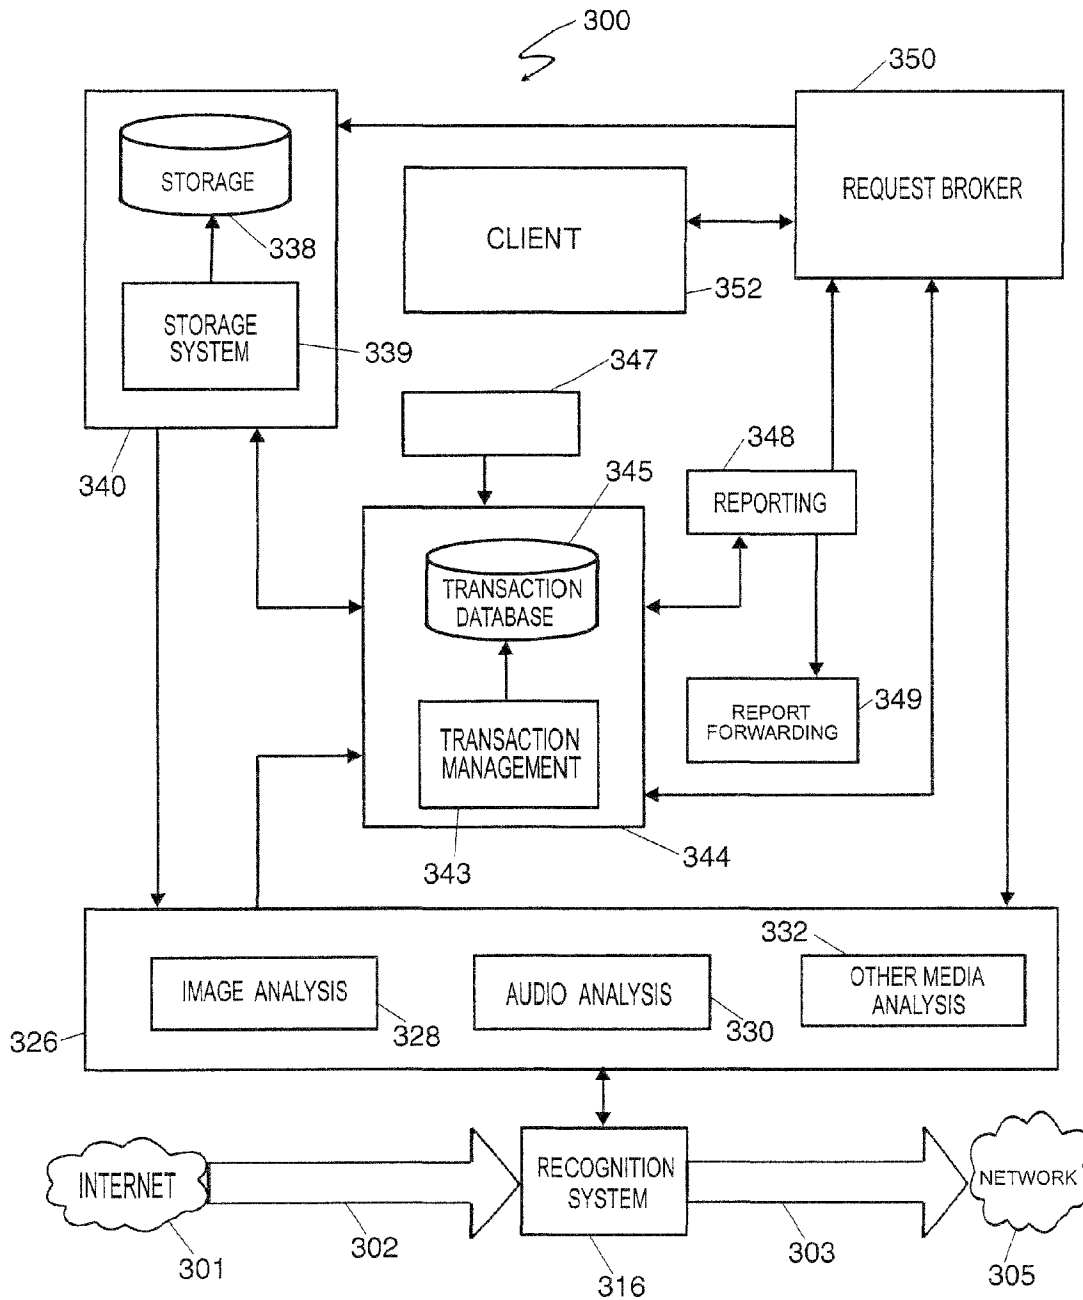 300
350
STORAGE
338
STORAGE
SYSTEM
339
340
CLIENT
352
REQUEST BROKER
347
345
348
REPORTING
TRANSACTION
DATABASE
TRANSACTION
MANAGEMENT
343
344
REPORT
FORWARDING
349
332
IMAGE ANALYSIS
328
AUDIO ANALYSIS
330
OTHER MEDIA
ANALYSIS
326
INTERNET
301
302
RECOGNITION
SYSTEM
316
303
NETWORK
305